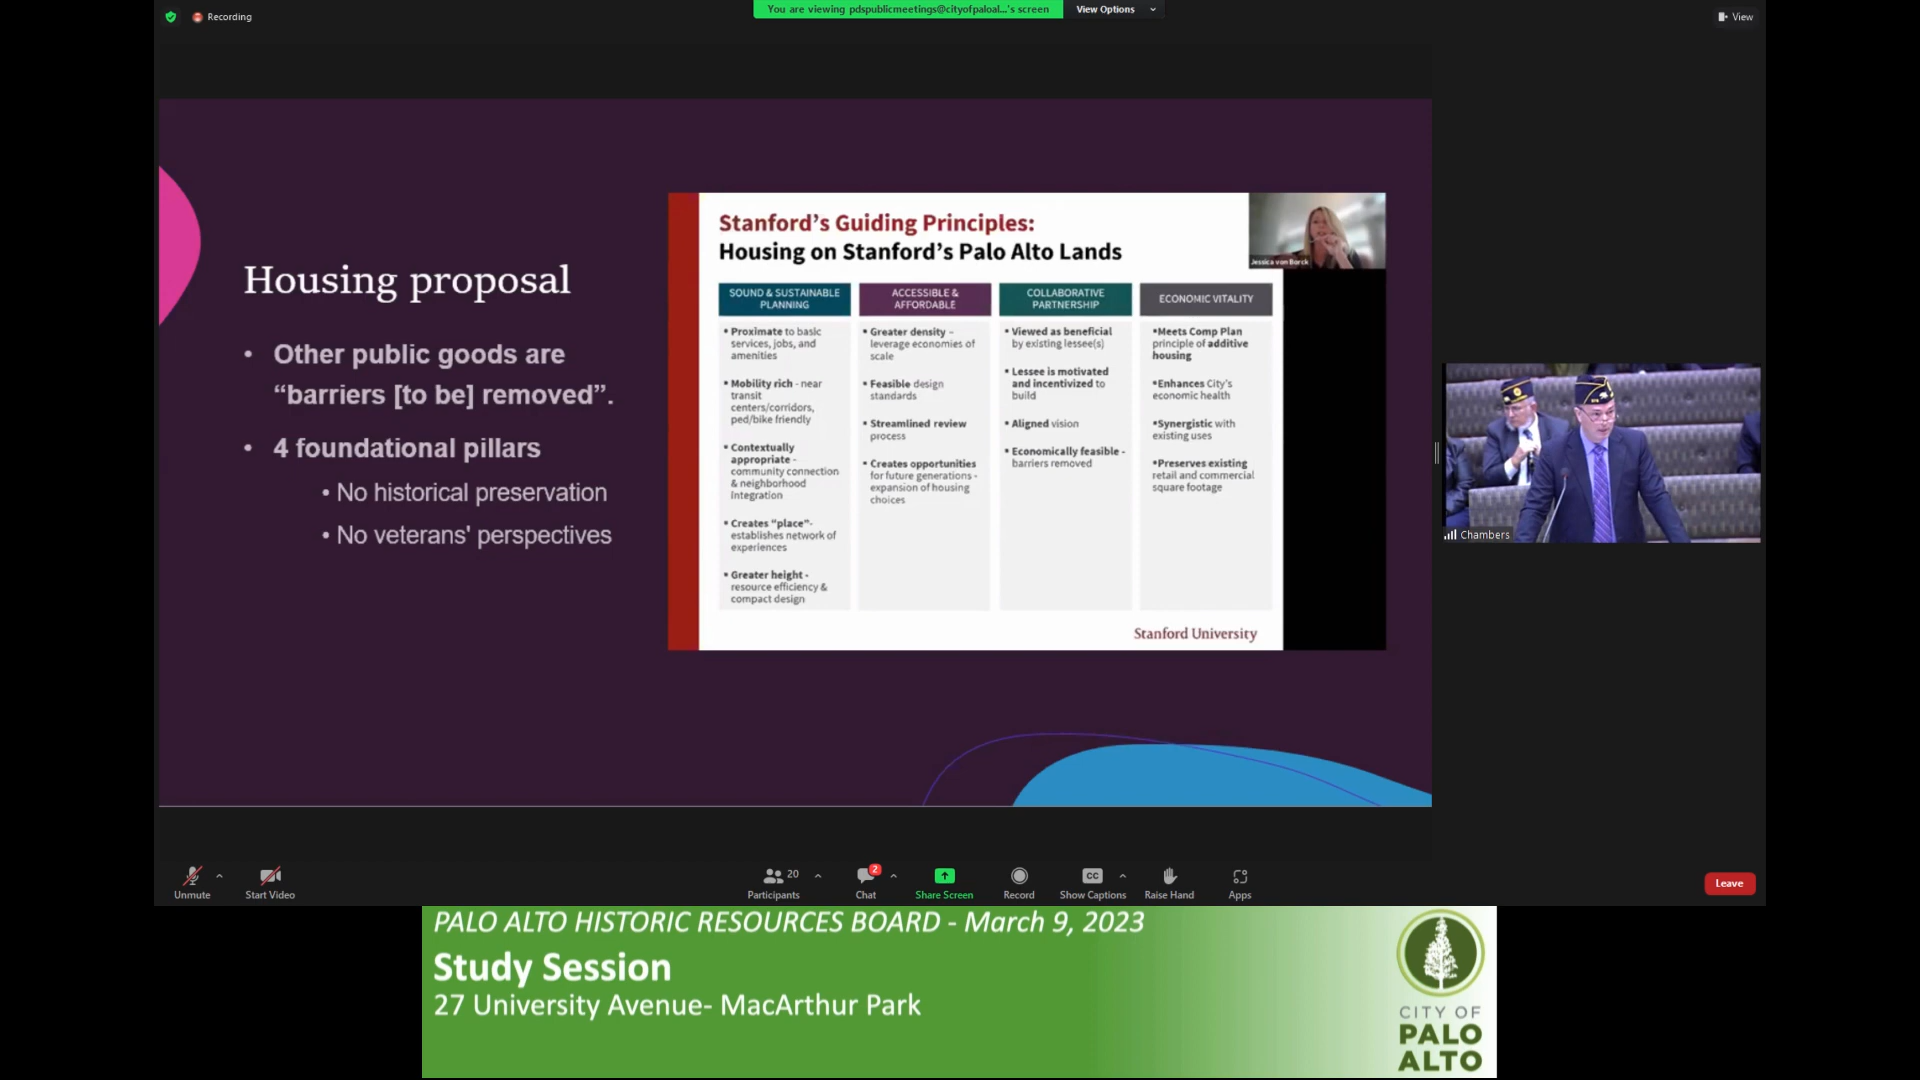 Recording
You are viewing pdspublicmeetings@cityofpaloal...'s screen
View Options
View
Housing proposal
• Other public goods are
“barriers [to be] removed”.
• 4 foundational pillars
• No historical preservation
• No veterans' perspectives
Stanford’s Guiding Principles:
Housing on Stanford’s Palo Alto Lands
Jessica von Borck
SOUND & SUSTAINABLE
PLANNING
▪ Proximate to basic
services, jobs, and
amenities
▪ Mobility rich - near
transit
centers/corridors,
ped/bike friendly
▪ Contextually
appropriate -
community connection
& neighborhood
integration
▪ Creates “place”-
establishes network of
experiences
▪ Greater height -
resource efficiency &
compact design
ACCESSIBLE &
AFFORDABLE
▪ Greater density –
leverage economies of
scale
▪ Feasible design
standards
▪ Streamlined review
process
▪ Creates opportunities
for future generations -
expansion of housing
choices
COLLABORATIVE
PARTNERSHIP
▪ Viewed as beneficial
by existing lessee(s)
▪ Lessee is motivated
and incentivized to
build
▪ Aligned vision
▪ Economically feasible -
barriers removed
ECONOMIC VITALITY
▪Meets Comp Plan
principle of additive
housing
▪Enhances City’s
economic health
▪Synergistic with
existing uses
▪Preserves existing
retail and commercial
square footage
Stanford University
Chambers
Unmute
Start Video
20
Participants
2
Chat
Share Screen
Record
CC
Show Captions
Raise Hand
Apps
Leave
PALO ALTO HISTORIC RESOURCES BOARD - March 9, 2023
Study Session
27 University Avenue- MacArthur Park
CITY OF
PALO
ALTO